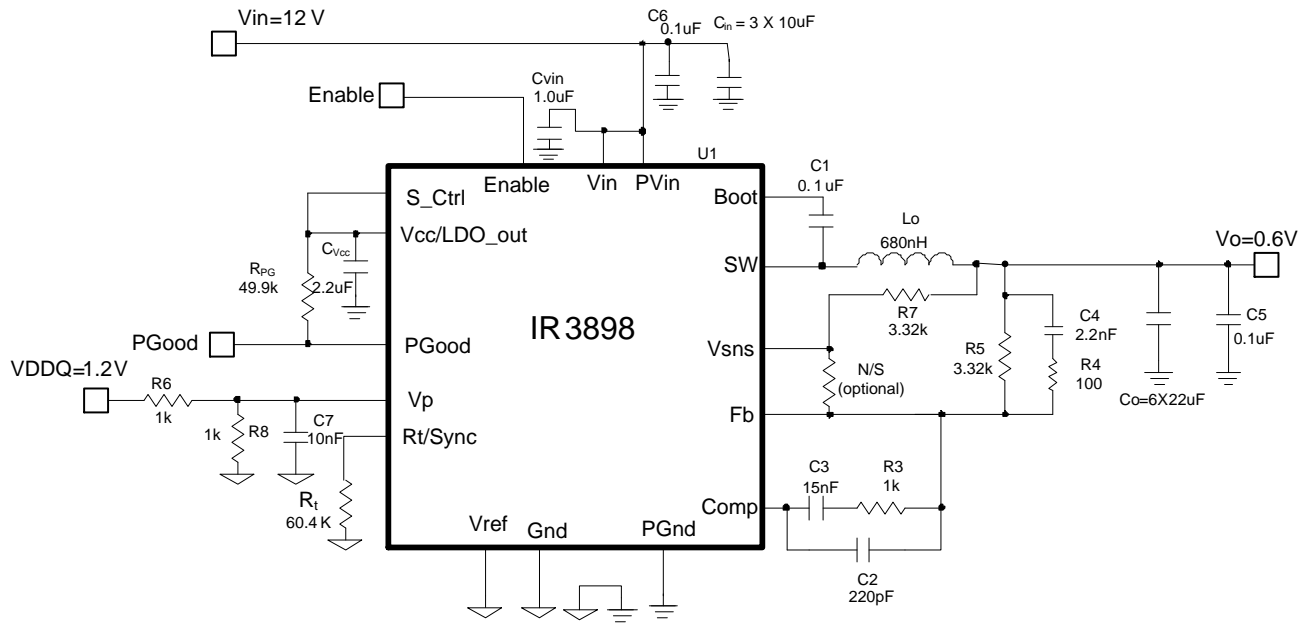 Vin=12 V
C6
0.1uF
Cin = 3 X 10uF
Cvin
1.0uF
Enable
U1
Enable
Vin
PVin
S_Ctrl
Boot
C1
0.1uF
Vcc/LDO_out
CVcc
2.2uF
RPG
49.9k
SW
Lo
680nH
Vo=0.6V
R7
3.32k
C4
2.2nF
C5
0.1uF
IR3898
PGood
PGood
Vsns
N/S
(optional)
R5
3.32k
R4
100
Co=6X22uF
VDDQ=1.2V
R6
1k
Vp
Fb
1k
R8
C7
10nF
Rt/Sync
Rt
60.4 K
C3
15nF
R3
1k
Comp
Vref
Gnd
PGnd
C2
220pF